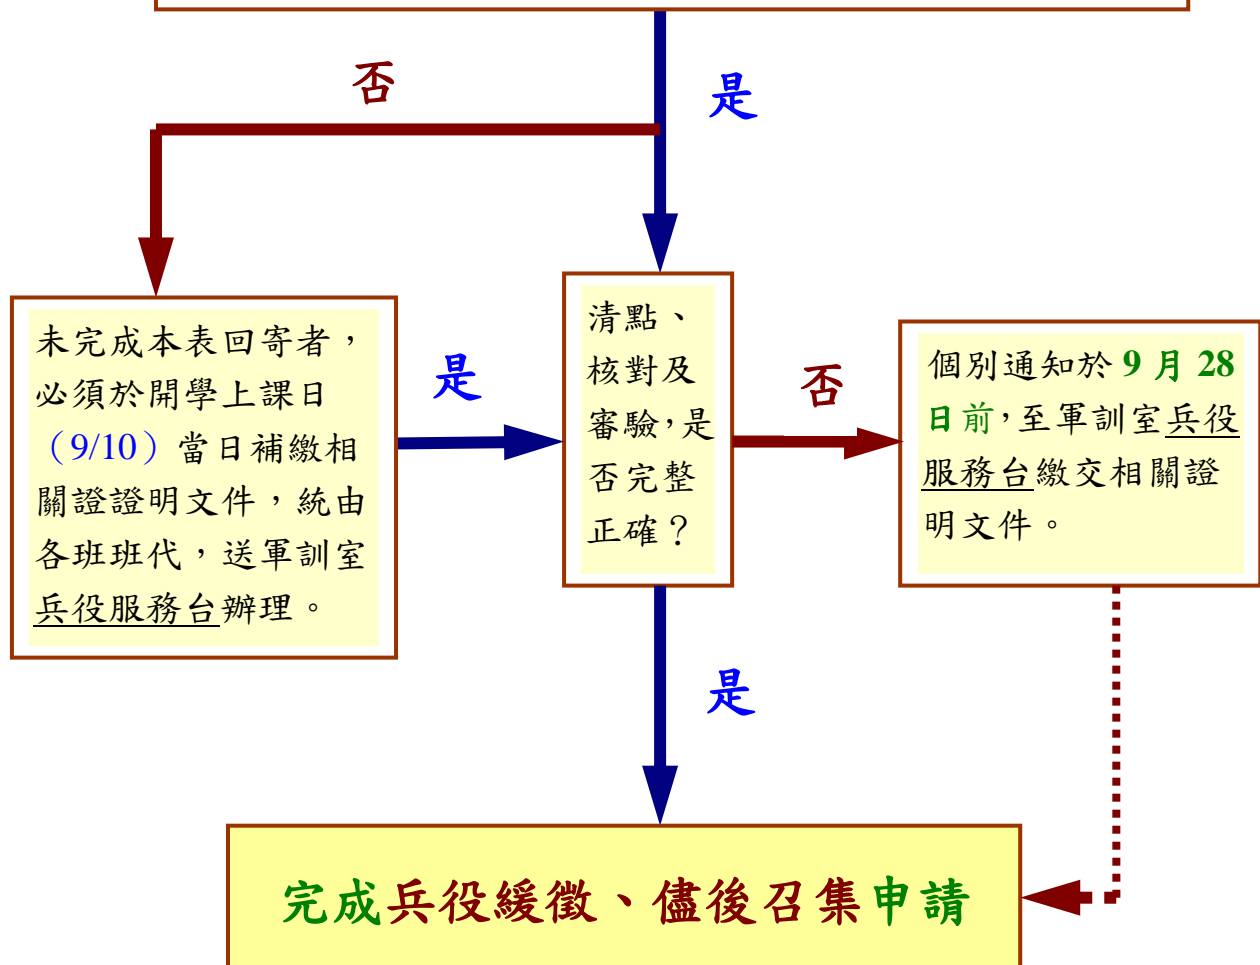 否
是
未完成本表回寄者，
必須於開學上課日
（9/10）當日補繳相
關證證明文件，統由
各班班代，送軍訓室
兵役服務台辦理。
是
清點、
核對及
審驗，是
否完整
正確？
否
個別通知於 9 月 28
日前，至軍訓室兵役
服務台繳交相關證
明文件。
是
完成兵役緩徵、儘後召集申請